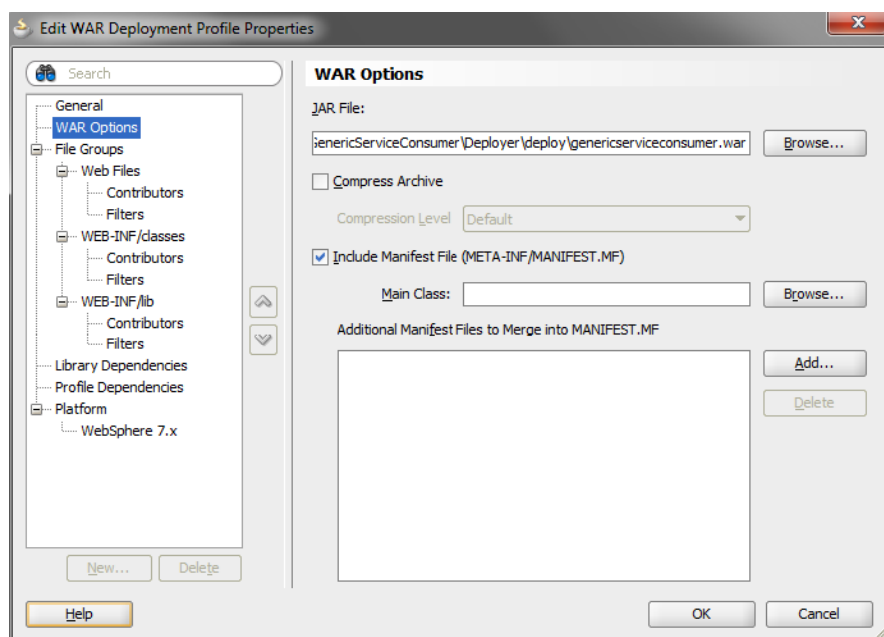 Edit WAR Deployment Profile Properties
x
Search
General
WAR Options
File Groups
Web Files
Contributors
Filters
WEB-INF/classes
Contributors
Filters
WEB-INF/lib
Contributors
Filters
Library Dependencies
Profile Dependencies
Platform
WebSphere 7.x
New...
Delete
WAR Options
JAR File:
GenericServiceConsumer\Deployer\deploy\genericserviceconsumer.war
Browse...
Compress Archive
Compression Level
Default
Include Manifest File (META-INF/MANIFEST.MF)
Main Class:
Browse...
Additional Manifest Files to Merge into MANIFEST.MF
Add...
Delete
Help
OK
Cancel